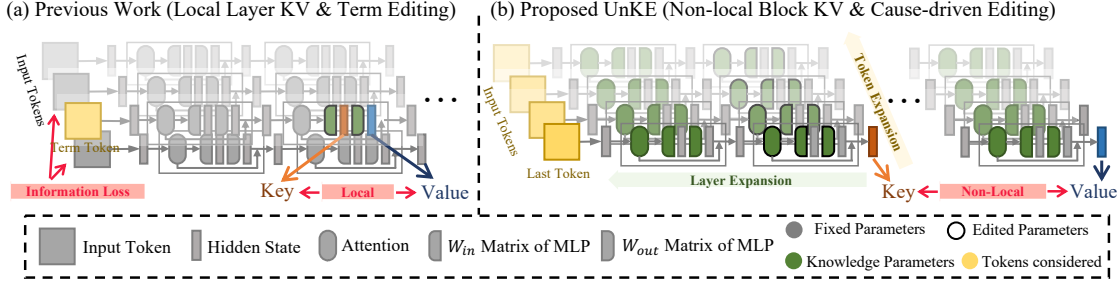 (a) Previous Work (Local Layer KV & Term Editing)
(b) Proposed UnKE (Non-local Block KV & Cause-driven Editing)
Input Tokens
Term Token
Information Loss
Key
Local
Value
...
Input Tokens
Last Token
Layer Expansion
Token Expansion
...
Key
Non-Local
Value
Input Token
Hidden State
Attention
W_in Matrix of MLP
W_out Matrix of MLP
Fixed Parameters
Edited Parameters
Knowledge Parameters
Tokens considered